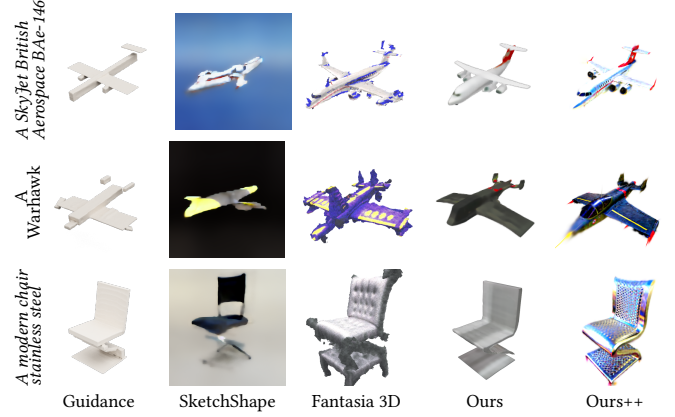 A SkyJet British
Aerospace BAe-146
A
Warhawk
A modern chair
stainless steel
Guidance
SketchShape
Fantasia 3D
Ours
Ours++